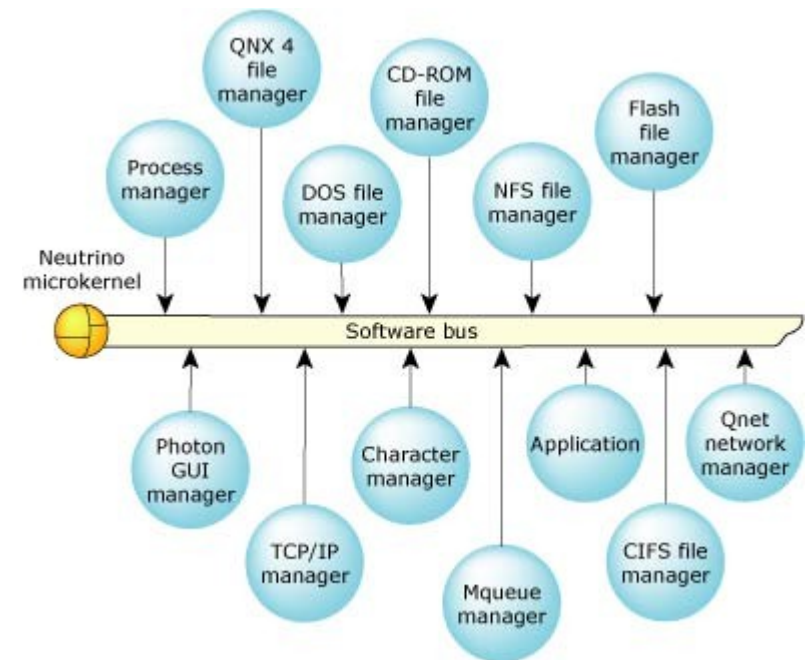 QNX 4
file
manager
CD-ROM
file
manager
Flash
file
manager
Process
manager
DOS file
manager
NFS file
manager
Neutrino
microkernel
Software bus
Photon
GUI
manager
Character
manager
Application
Qnet
network
manager
TCP/IP
manager
Mqueue
manager
CIFS file
manager